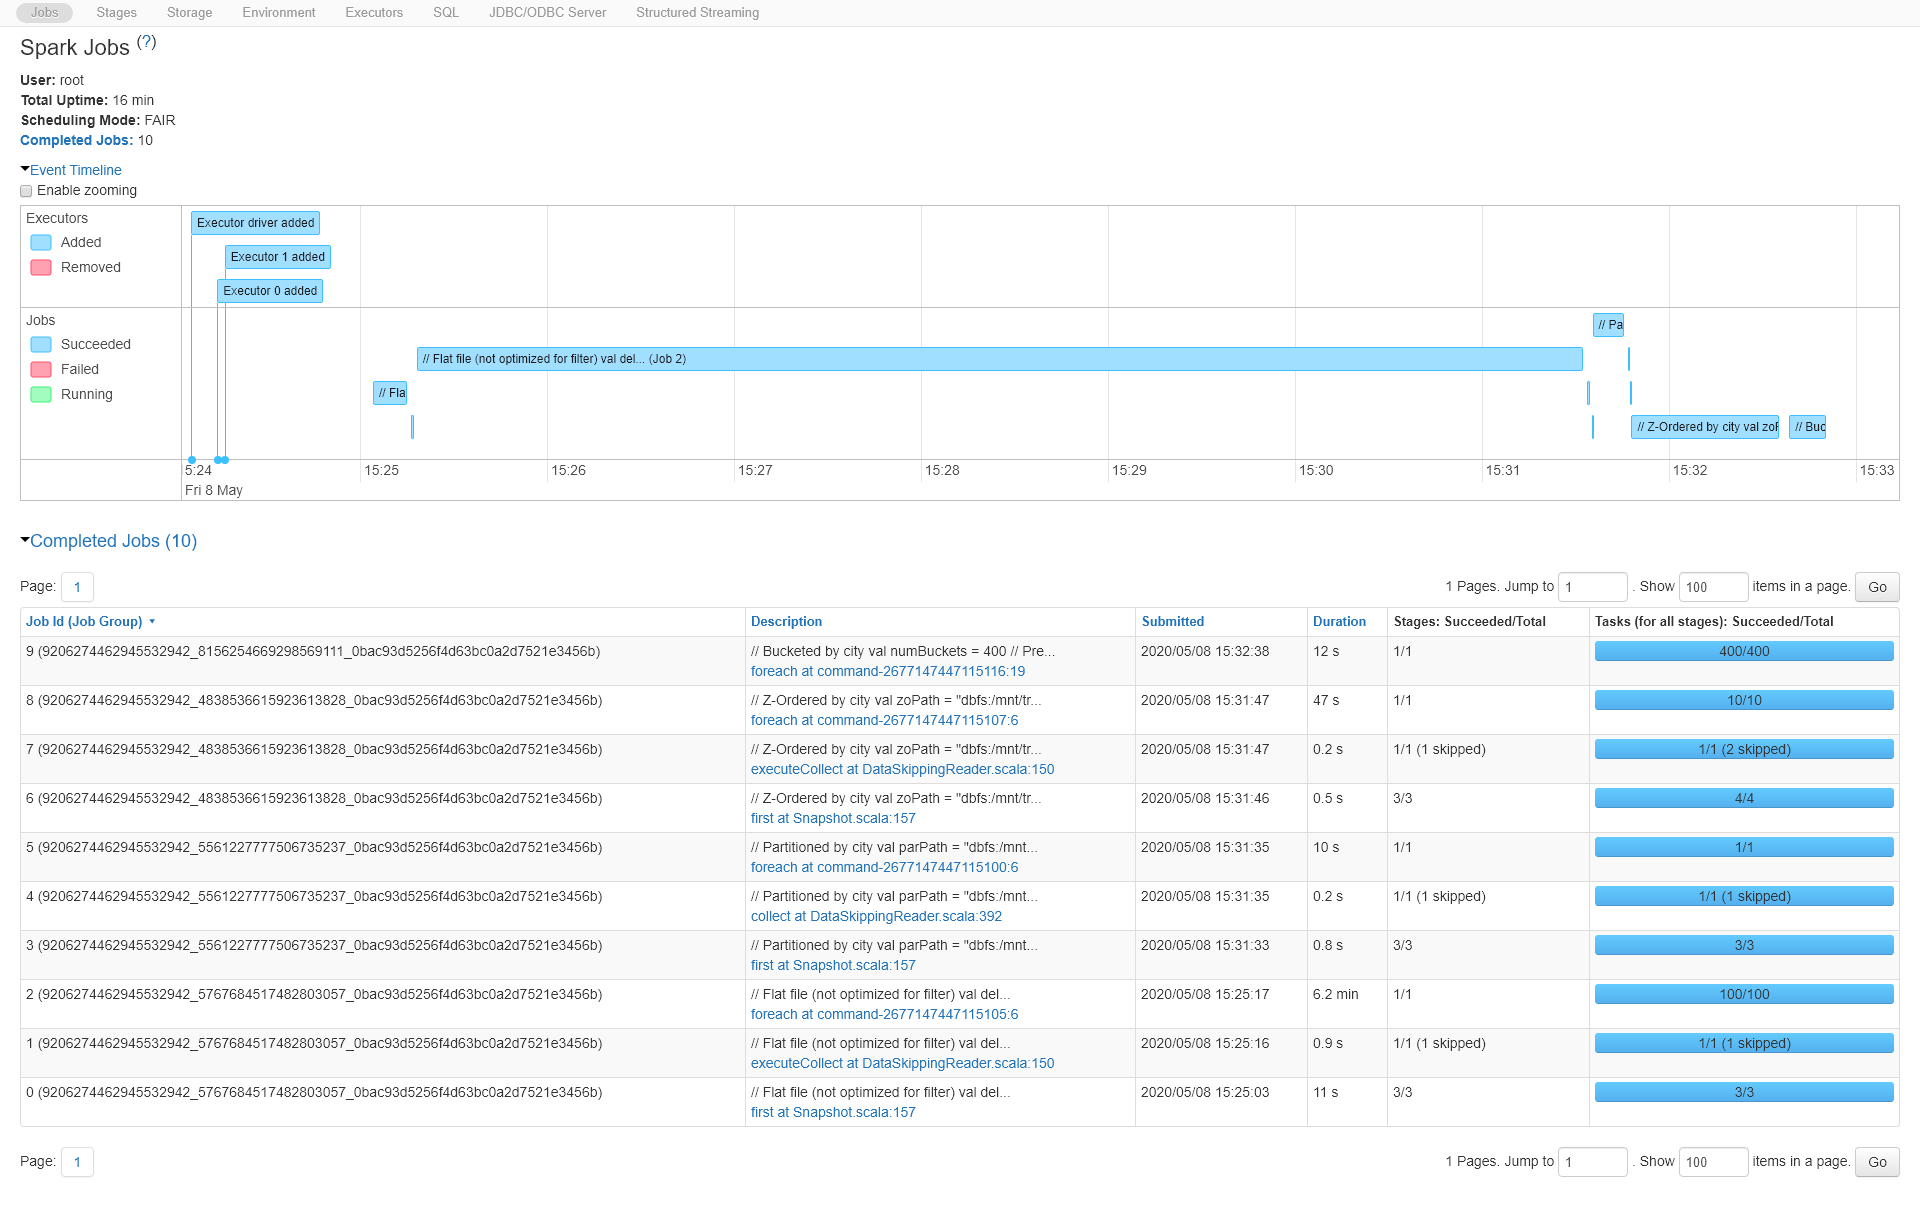 Jobs Stages Storage Environment Executors SQL JDBC/ODBC Server Structured Streaming
Spark Jobs (?)
User: root
Total Uptime: 16 min
Scheduling Mode: FAIR
Completed Jobs: 10
Event Timeline
Enable zooming
Executors
Added
Removed
Executor driver added
Executor 1 added
Executor 0 added
Jobs
Succeeded
Failed
Running
// Pa
// Flat file (not optimized for filter) val del... (Job 2)
// Fla
// Z-Ordered by city val zo
// Buc
5:24 15:25 15:26 15:27 15:28 15:29 15:30 15:31 15:32 15:33
Fri 8 May
Completed Jobs (10)
Page: 1 1 Pages. Jump to 1 . Show 100 items in a page. Go
Job Id (Job Group) ▾ Description Submitted Duration Stages: Succeeded/Total Tasks (for all stages): Succeeded/Total
9 (9206274462945532942_8156254669298569111_0bac93d5256f4d63bc0a2d7521e3456b) // Bucketed by city val numBuckets = 400 // Pre... 2020/05/08 15:32:38 12 s 1/1 400/400
foreach at command-2677147447115116:19
8 (9206274462945532942_4838536615923613828_0bac93d5256f4d63bc0a2d7521e3456b) // Z-Ordered by city val zoPath = "dbfs:/mnt/tr... 2020/05/08 15:31:47 47 s 1/1 10/10
foreach at command-2677147447115107:6
7 (9206274462945532942_4838536615923613828_0bac93d5256f4d63bc0a2d7521e3456b) // Z-Ordered by city val zoPath = "dbfs:/mnt/tr... 2020/05/08 15:31:47 0.2 s 1/1 (1 skipped) 1/1 (2 skipped)
executeCollect at DataSkippingReader.scala:150
6 (9206274462945532942_4838536615923613828_0bac93d5256f4d63bc0a2d7521e3456b) // Z-Ordered by city val zoPath = "dbfs:/mnt/tr... 2020/05/08 15:31:46 0.5 s 3/3 4/4
first at Snapshot.scala:157
5 (9206274462945532942_5561227777506735237_0bac93d5256f4d63bc0a2d7521e3456b) // Partitioned by city val parPath = "dbfs:/mnt... 2020/05/08 15:31:35 10 s 1/1 1/1
foreach at command-2677147447115100:6
4 (9206274462945532942_5561227777506735237_0bac93d5256f4d63bc0a2d7521e3456b) // Partitioned by city val parPath = "dbfs:/mnt... 2020/05/08 15:31:35 0.2 s 1/1 (1 skipped) 1/1 (1 skipped)
collect at DataSkippingReader.scala:392
3 (9206274462945532942_5561227777506735237_0bac93d5256f4d63bc0a2d7521e3456b) // Partitioned by city val parPath = "dbfs:/mnt... 2020/05/08 15:31:33 0.8 s 3/3 3/3
first at Snapshot.scala:157
2 (9206274462945532942_5767684517482803057_0bac93d5256f4d63bc0a2d7521e3456b) // Flat file (not optimized for filter) val del... 2020/05/08 15:25:17 6.2 min 1/1 100/100
foreach at command-2677147447115105:6
1 (9206274462945532942_5767684517482803057_0bac93d5256f4d63bc0a2d7521e3456b) // Flat file (not optimized for filter) val del... 2020/05/08 15:25:16 0.9 s 1/1 (1 skipped) 1/1 (1 skipped)
executeCollect at DataSkippingReader.scala:150
0 (9206274462945532942_5767684517482803057_0bac93d5256f4d63bc0a2d7521e3456b) // Flat file (not optimized for filter) val del... 2020/05/08 15:25:03 11 s 3/3 3/3
first at Snapshot.scala:157
Page: 1 1 Pages. Jump to 1 . Show 100 items in a page. Go